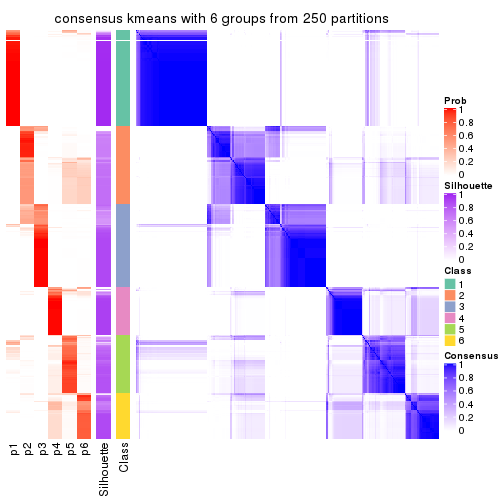 consensus kmeans with 6 groups from 250 partitions
Prob
1
0.8
0.6
0.4
0.2
0
Silhouette
1
0.8
0.6
0.4
0.2
0
Class
1
2
3
4
5
6
Consensus
1
0.8
0.6
0.4
0.2
0
p1
p2
p3
p4
p5
p6
Silhouette
Class